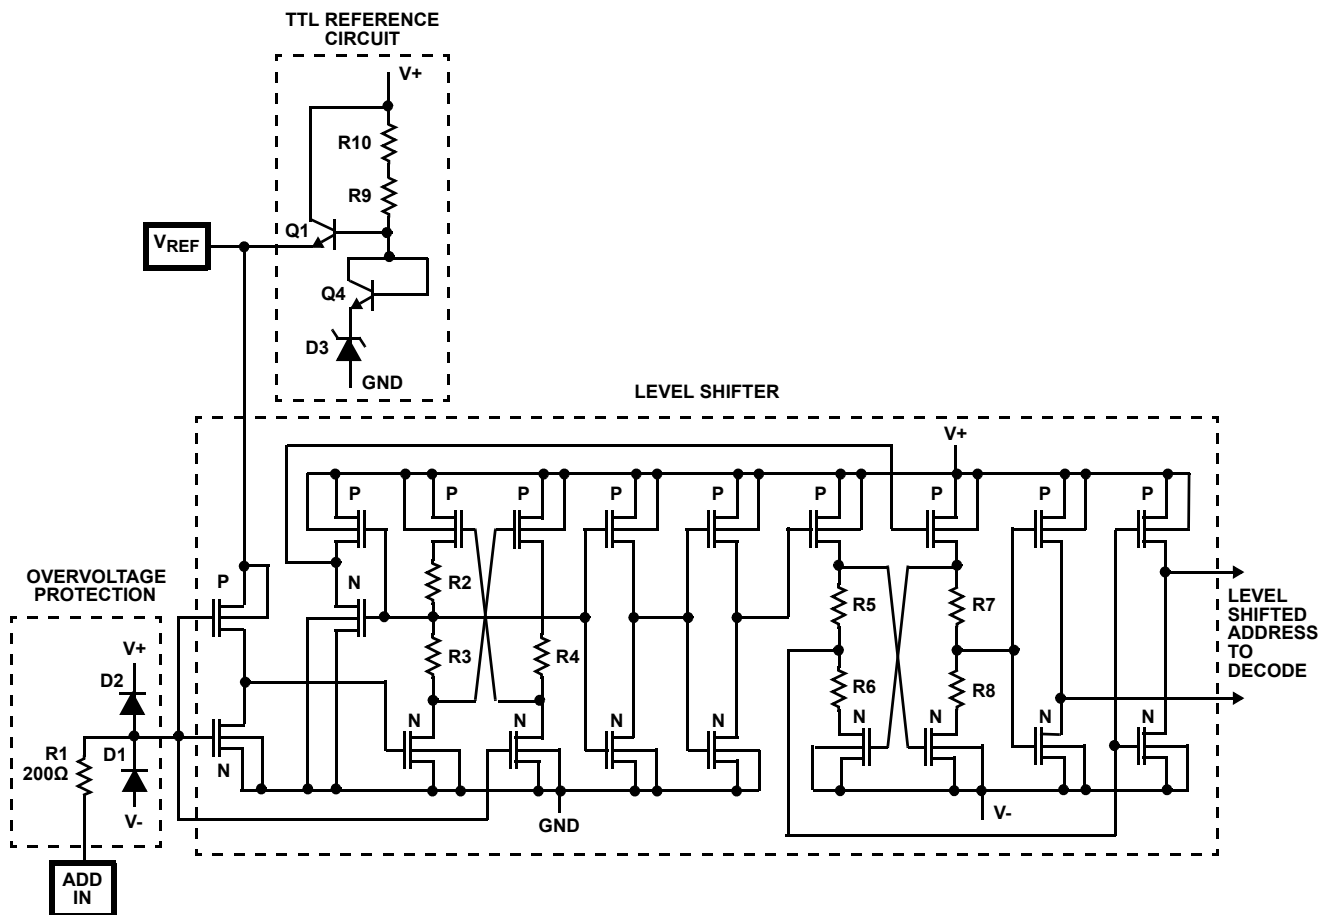 TTL REFERENCE
CIRCUIT
V+
R10
R9
Q1
VREF
Q4
D3
GND
LEVEL SHIFTER
V+
P
P
P
P
P
P
P
P
P
OVERVOLTAGE
PROTECTION
P
N
R2
R5
R7
LEVEL
SHIFTED
ADDRESS
TO
DECODE
V+
R3
R4
R6
R8
D2
N
N
N
N
N
N
N
N
R1
200Ω
D1
N
V-
GND
V-
ADD
IN